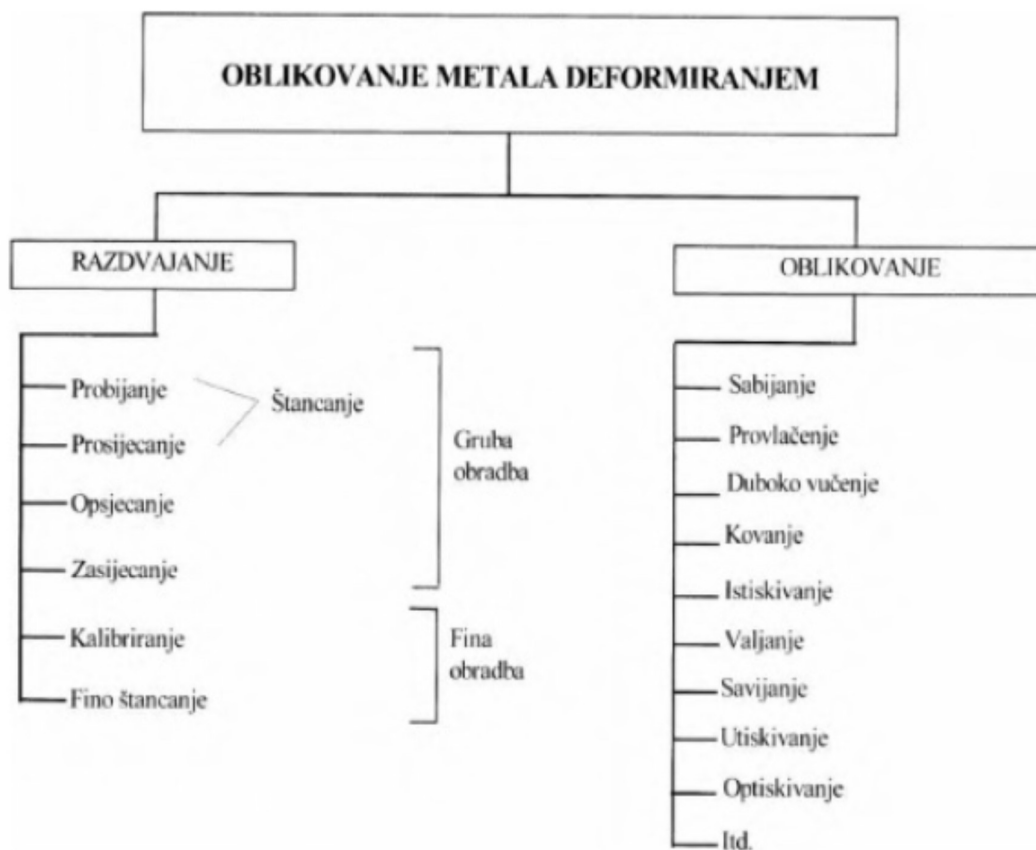 OBLIKOVANJE METALA DEFORMIRANJEM
RAZDVAJANJE
Probijanje
Prosijecanje
Štancanje
Opsjecanje
Zasijecanje
Kalibriranje
Fino štancanje
Gruba
obradba
Fina
obradba
OBLIKOVANJE
Sabijanje
Provlačenje
Duboko vučenje
Kovanje
Istiskivanje
Valjanje
Savijanje
Utiskivanje
Optiskivanje
Itd.